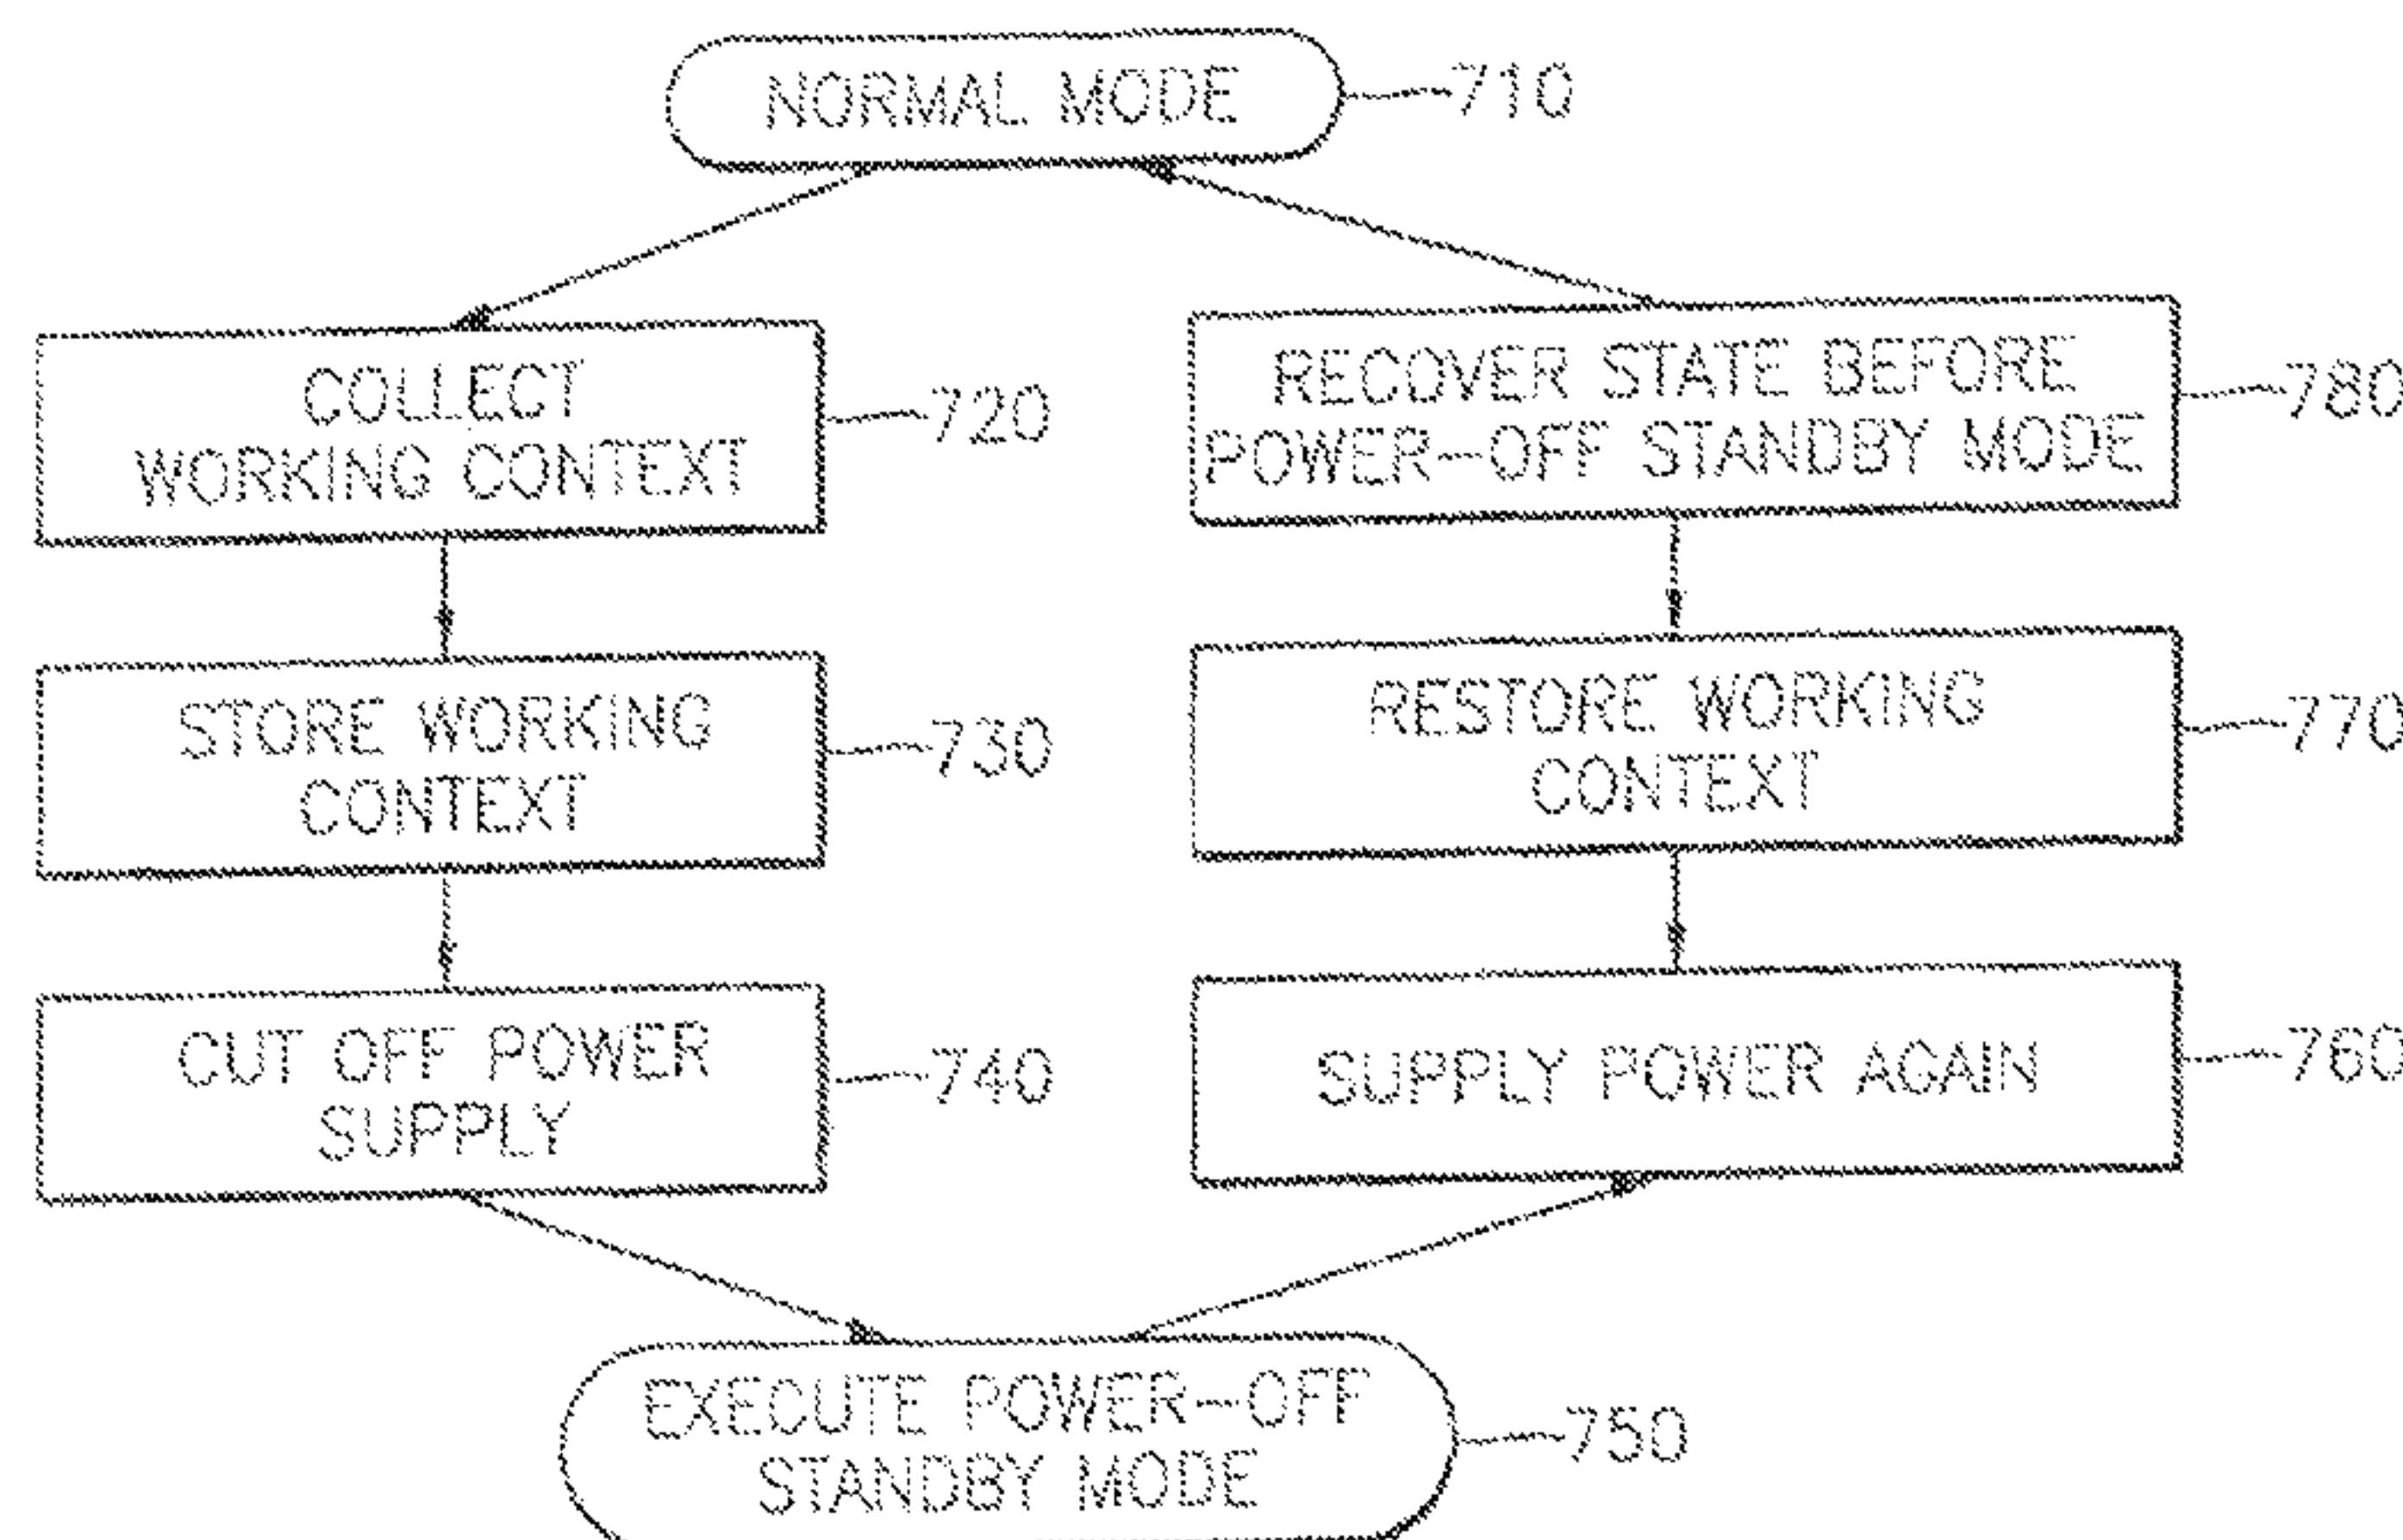 NORMAL MODE
710
COLLECT
WORKING CONTEXT
720
RECOVER STATE BEFORE
POWER-OFF STANDBY MODE
780
STORE WORKING
CONTEXT
730
RESTORE WORKING
CONTEXT
770
CUT OFF POWER
SUPPLY
740
SUPPLY POWER AGAIN
760
EXECUTE POWER-OFF
STANDBY MODE
750